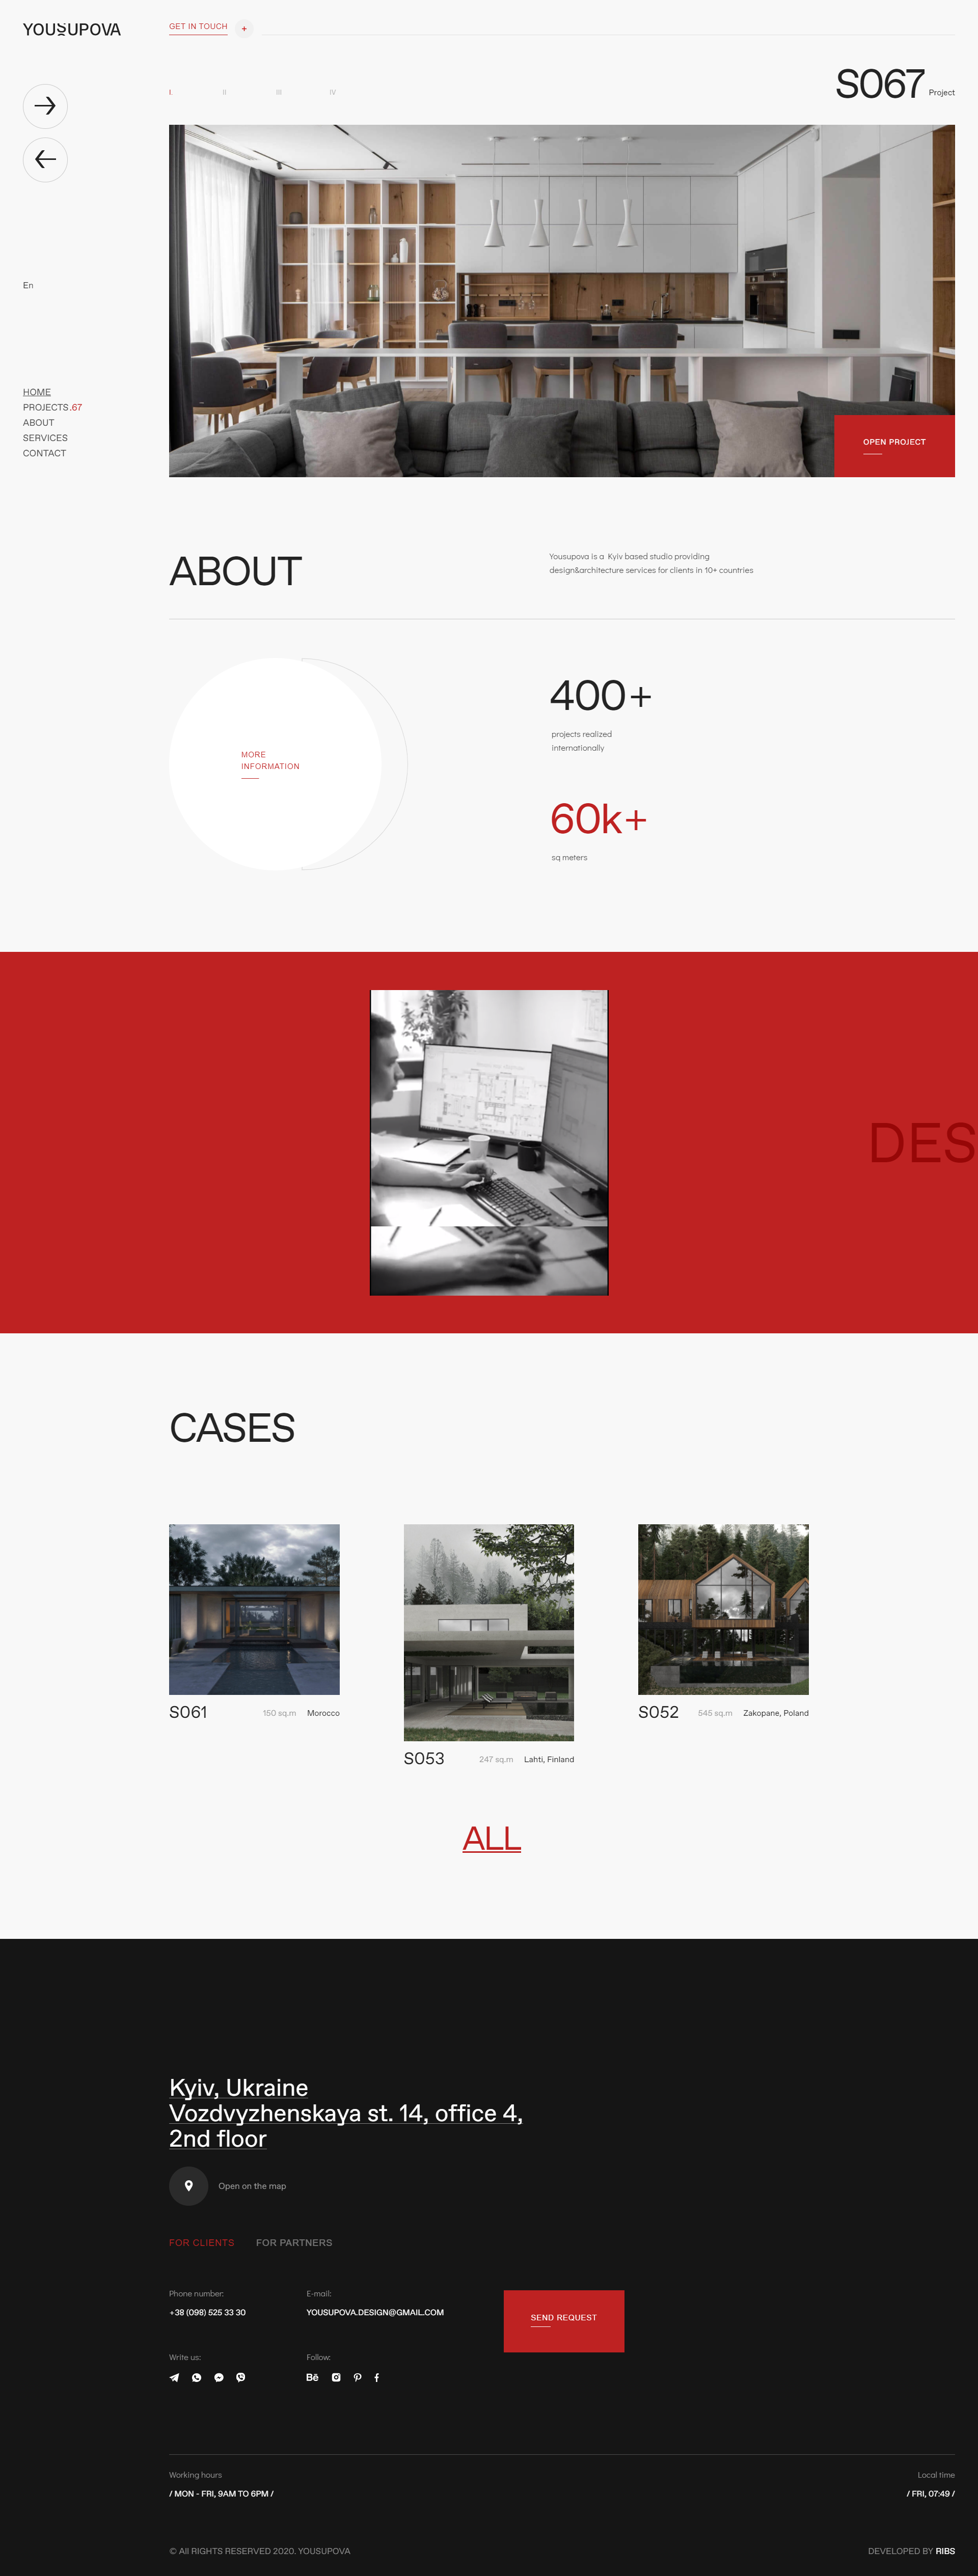 YOUSUPOVA
GET IN TOUCH +
I II III IV
S067 Project
En
HOME
PROJECTS.67
ABOUT
SERVICES
CONTACT
OPEN PROJECT
ABOUT
Yousupova is a Kyiv based studio providing
design&architecture services for clients in 10+ countries
MORE
INFORMATION
400+
projects realized
internationally
60k+
sq meters
DES
CASES
S061 150 sq.m Morocco
S053 247 sq.m Lahti, Finland
S052 545 sq.m Zakopane, Poland
ALL
Kyiv, Ukraine
Vozdvyzhenskaya st. 14, office 4,
2nd floor
Open on the map
FOR CLIENTS FOR PARTNERS
Phone number:
+38 (098) 525 33 30
E-mail:
YOUSUPOVA.DESIGN@GMAIL.COM
SEND REQUEST
Write us:
Follow:
Bē
Working hours
/ MON - FRI, 9AM TO 6PM /
Local time
/ FRI, 07:49 /
© All RIGHTS RESERVED 2020. YOUSUPOVA
DEVELOPED BY RIBS